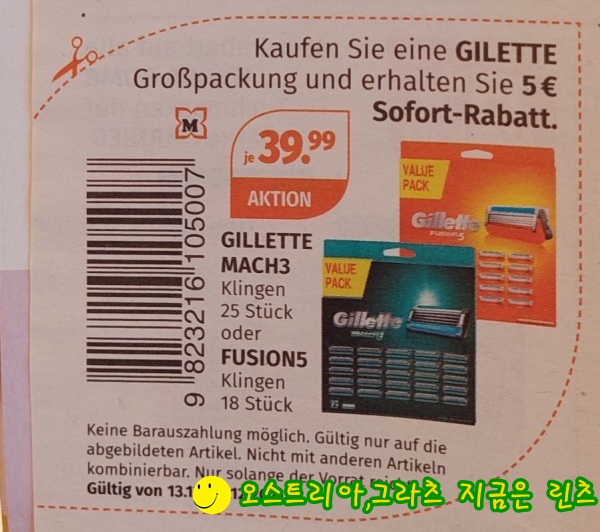 Kaufen Sie eine GILETTE
Großpackung und erhalten Sie 5€
Sofort-Rabatt.
M
je 39.99
AKTION
9 823216 105007
GILLETTE
MACH3
Klingen
25 Stück
oder
FUSION5
Klingen
18 Stück
VALUE
PACK
Gillette
FUSION5
VALUE
PACK
Gillette
MACH3
25
Keine Barauszahlung möglich. Gültig nur auf die
abgebildeten Artikel. Nicht mit anderen Artikeln
kombinierbar. Nur solange der Vorrat
Gültig von 13.1
오스트리아,그라츠 지금은 린츠